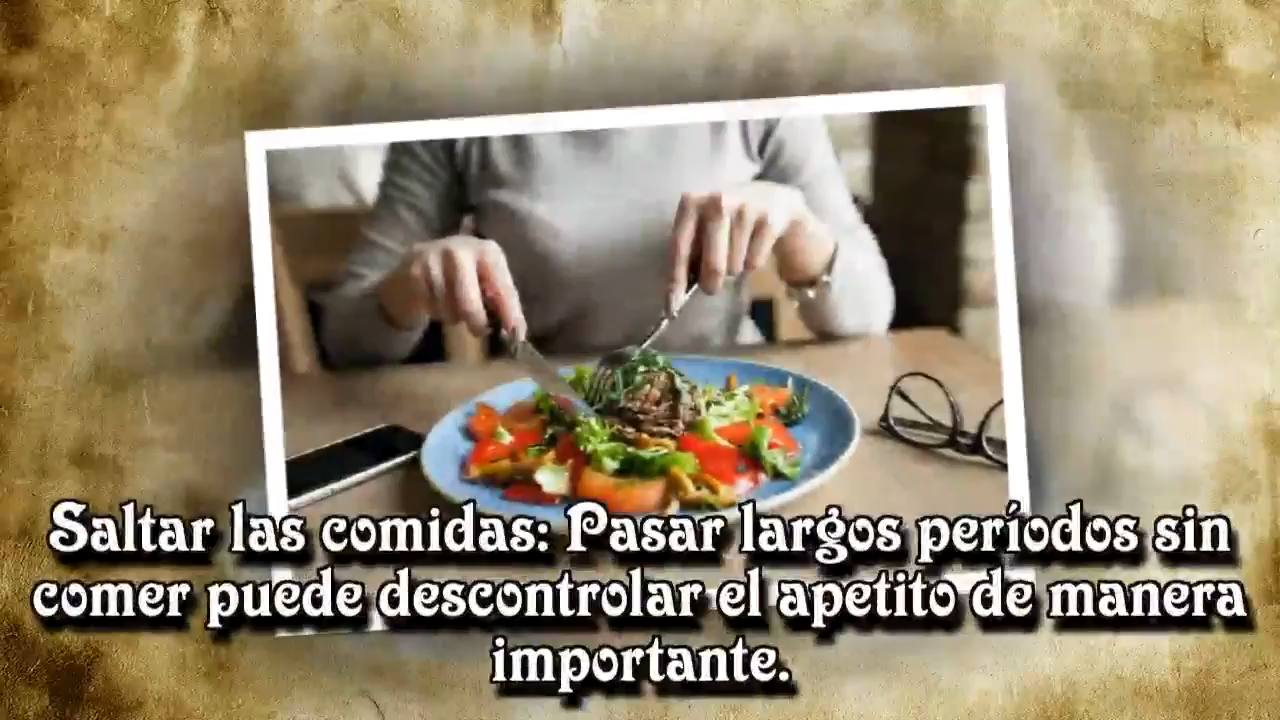 Saltar las comidas: Pasar largos períodos sin
comer puede descontrolar el apetito de manera
importante.